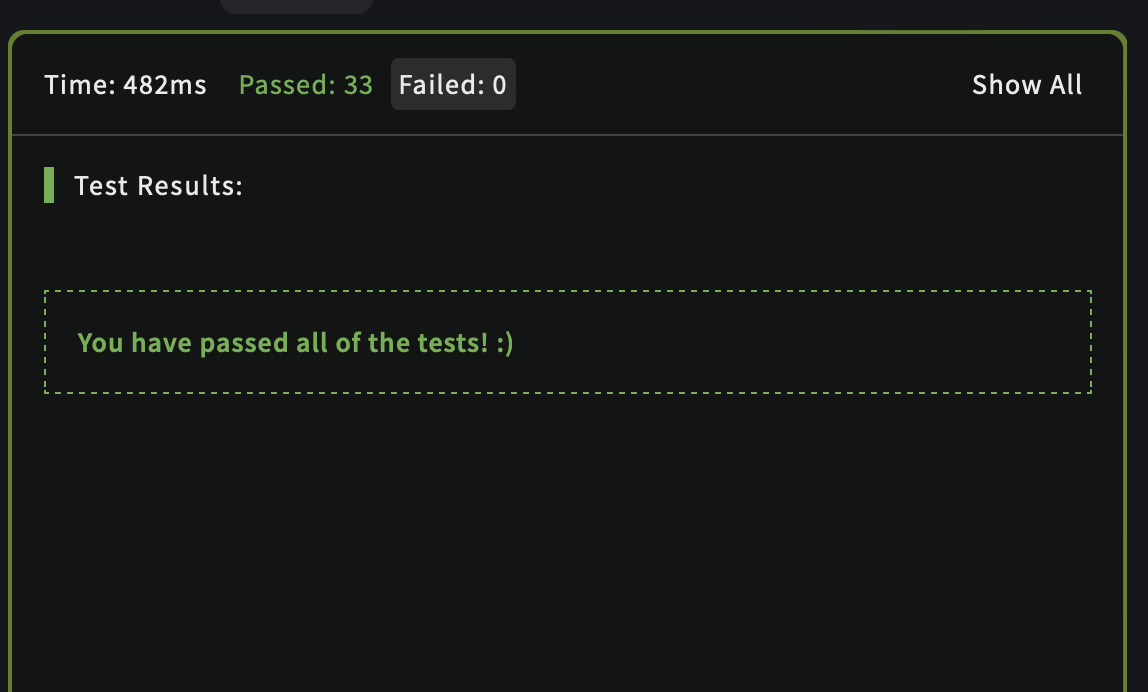 Time: 482ms Passed: 33 Failed: 0 Show All
Test Results:
You have passed all of the tests! :)